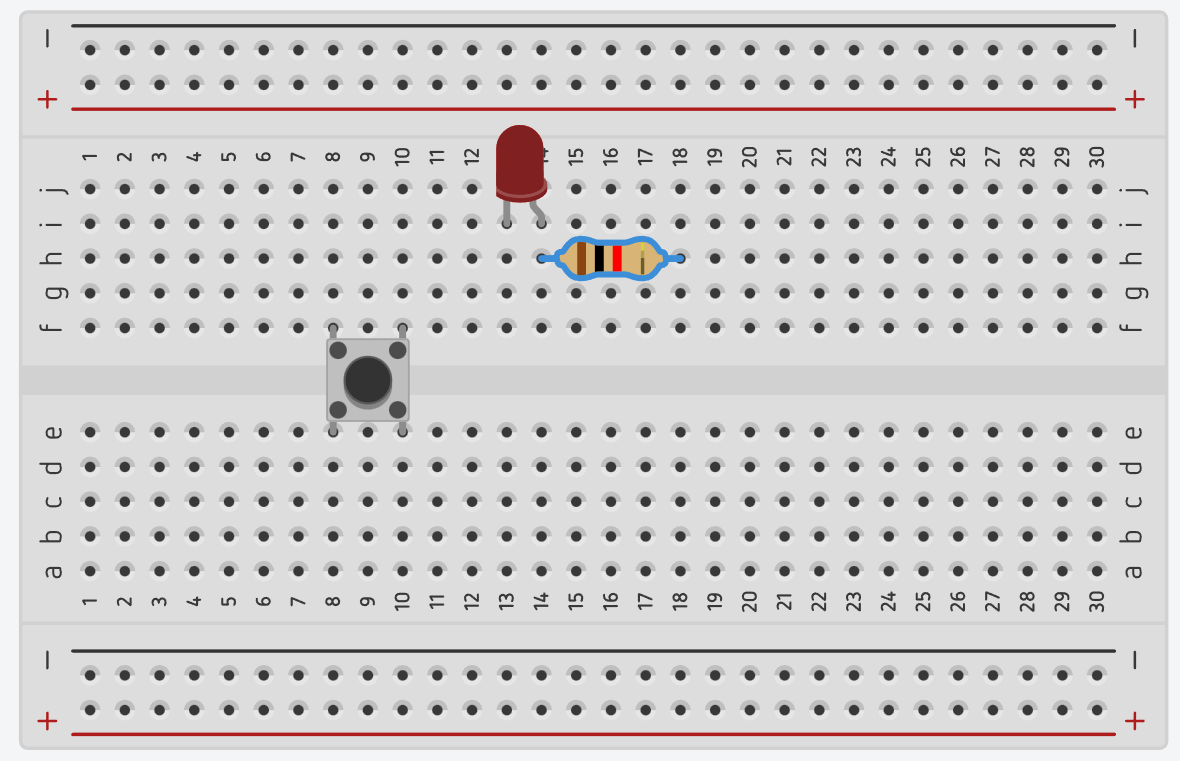 − −
+ +
1 2 3 4 5 6 7 8 9 10 11 12 14 15 16 17 18 19 20 21 22 23 24 25 26 27 28 29 30
j j
i i
h h
g g
f f
e e
d d
c c
b b
a a
1 2 3 4 5 6 7 8 9 10 11 12 13 14 15 16 17 18 19 20 21 22 23 24 25 26 27 28 29 30
− −
+ +